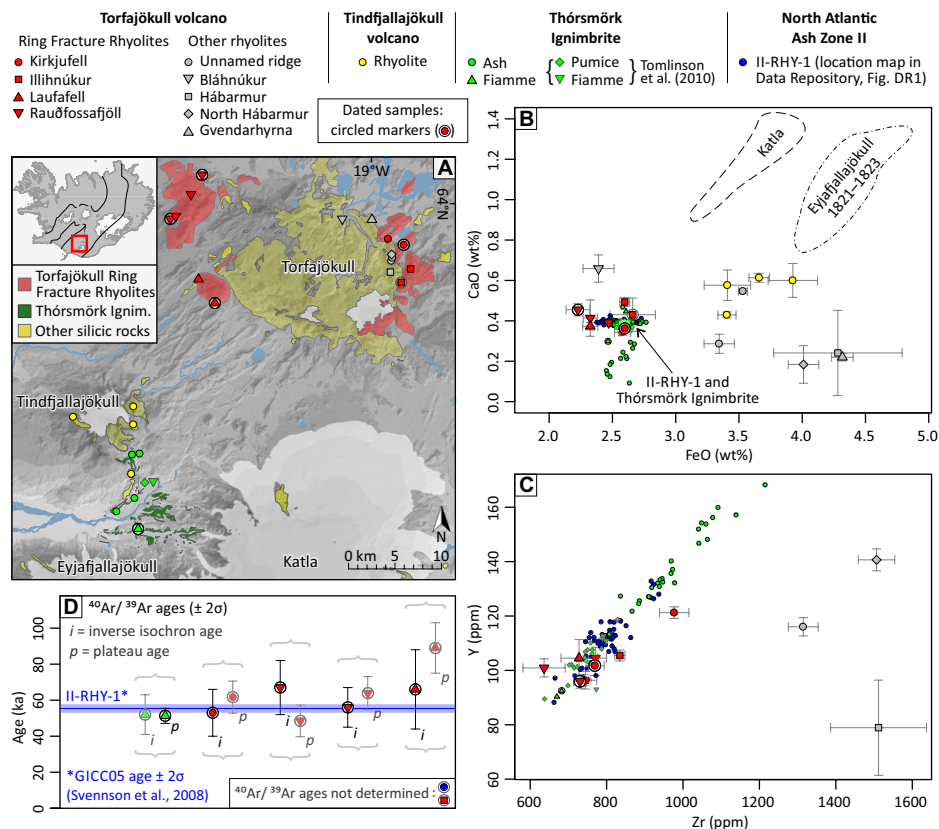 Torfajökull volcano
Ring Fracture Rhyolites
Kirkjufell
Illihnúkur
Laufafell
Rauðfossafjöll
Other rhyolites
Unnamed ridge
Bláhnúkur
Hábarmur
North Hábarmur
Gvendarhyrna
Tindfjallajökull
volcano
Rhyolite
Thórsmörk
Ignimbrite
Ash
Fiamme
{ Pumice }
Fiamme
Tomlinson
et al. (2010)
North Atlantic
Ash Zone II
II-RHY-1 (location map in
Data Repository, Fig. DR1)
Dated samples:
circled markers ( )
A
19°W
64°N
Torfajökull Ring
Fracture Rhyolites
Thórsmörk Ignim.
Other silicic rocks
Torfajökull
Tindfjallajökull
Eyjafjallajökull
Katla
N
0 km 5 10
B
CaO (wt%)
1.4
1.2
1.0
0.8
0.6
0.4
0.2
0.0
Katla
Eyjafjallajökull
1821–1823
II-RHY-1 and
Thórsmörk Ignimbrite
2.0 2.5 3.0 3.5 4.0 4.5 5.0
FeO (wt%)
C
Y (ppm)
160
140
120
100
80
60
600 800 1000 1200 1400 1600
Zr (ppm)
D
⁴⁰Ar/ ³⁹Ar ages (± 2σ)
i = inverse isochron age
p = plateau age
Age (ka)
100
80
60
40
20
0
II-RHY-1*
i p i p i p i p i p
*GICC05 age ± 2σ
(Svennson et al., 2008)
⁴⁰Ar/ ³⁹Ar ages not determined :